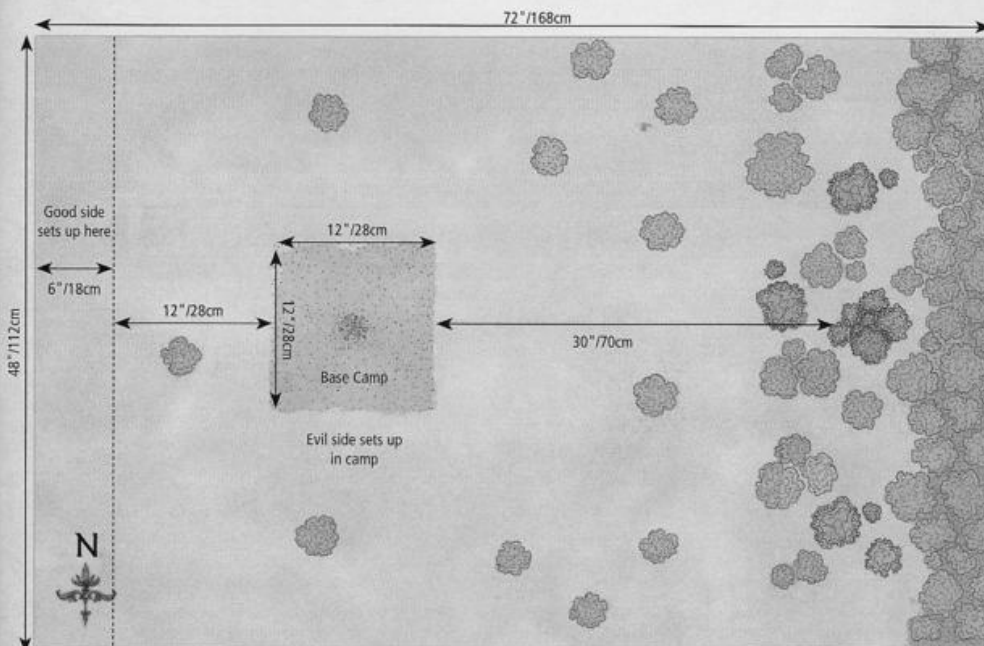 72"/168cm
48"/112cm
Good side
sets up here
6"/18cm
12"/28cm
12"/28cm
12"/28cm
Base Camp
30"/70cm
Evil side sets up
in camp
N